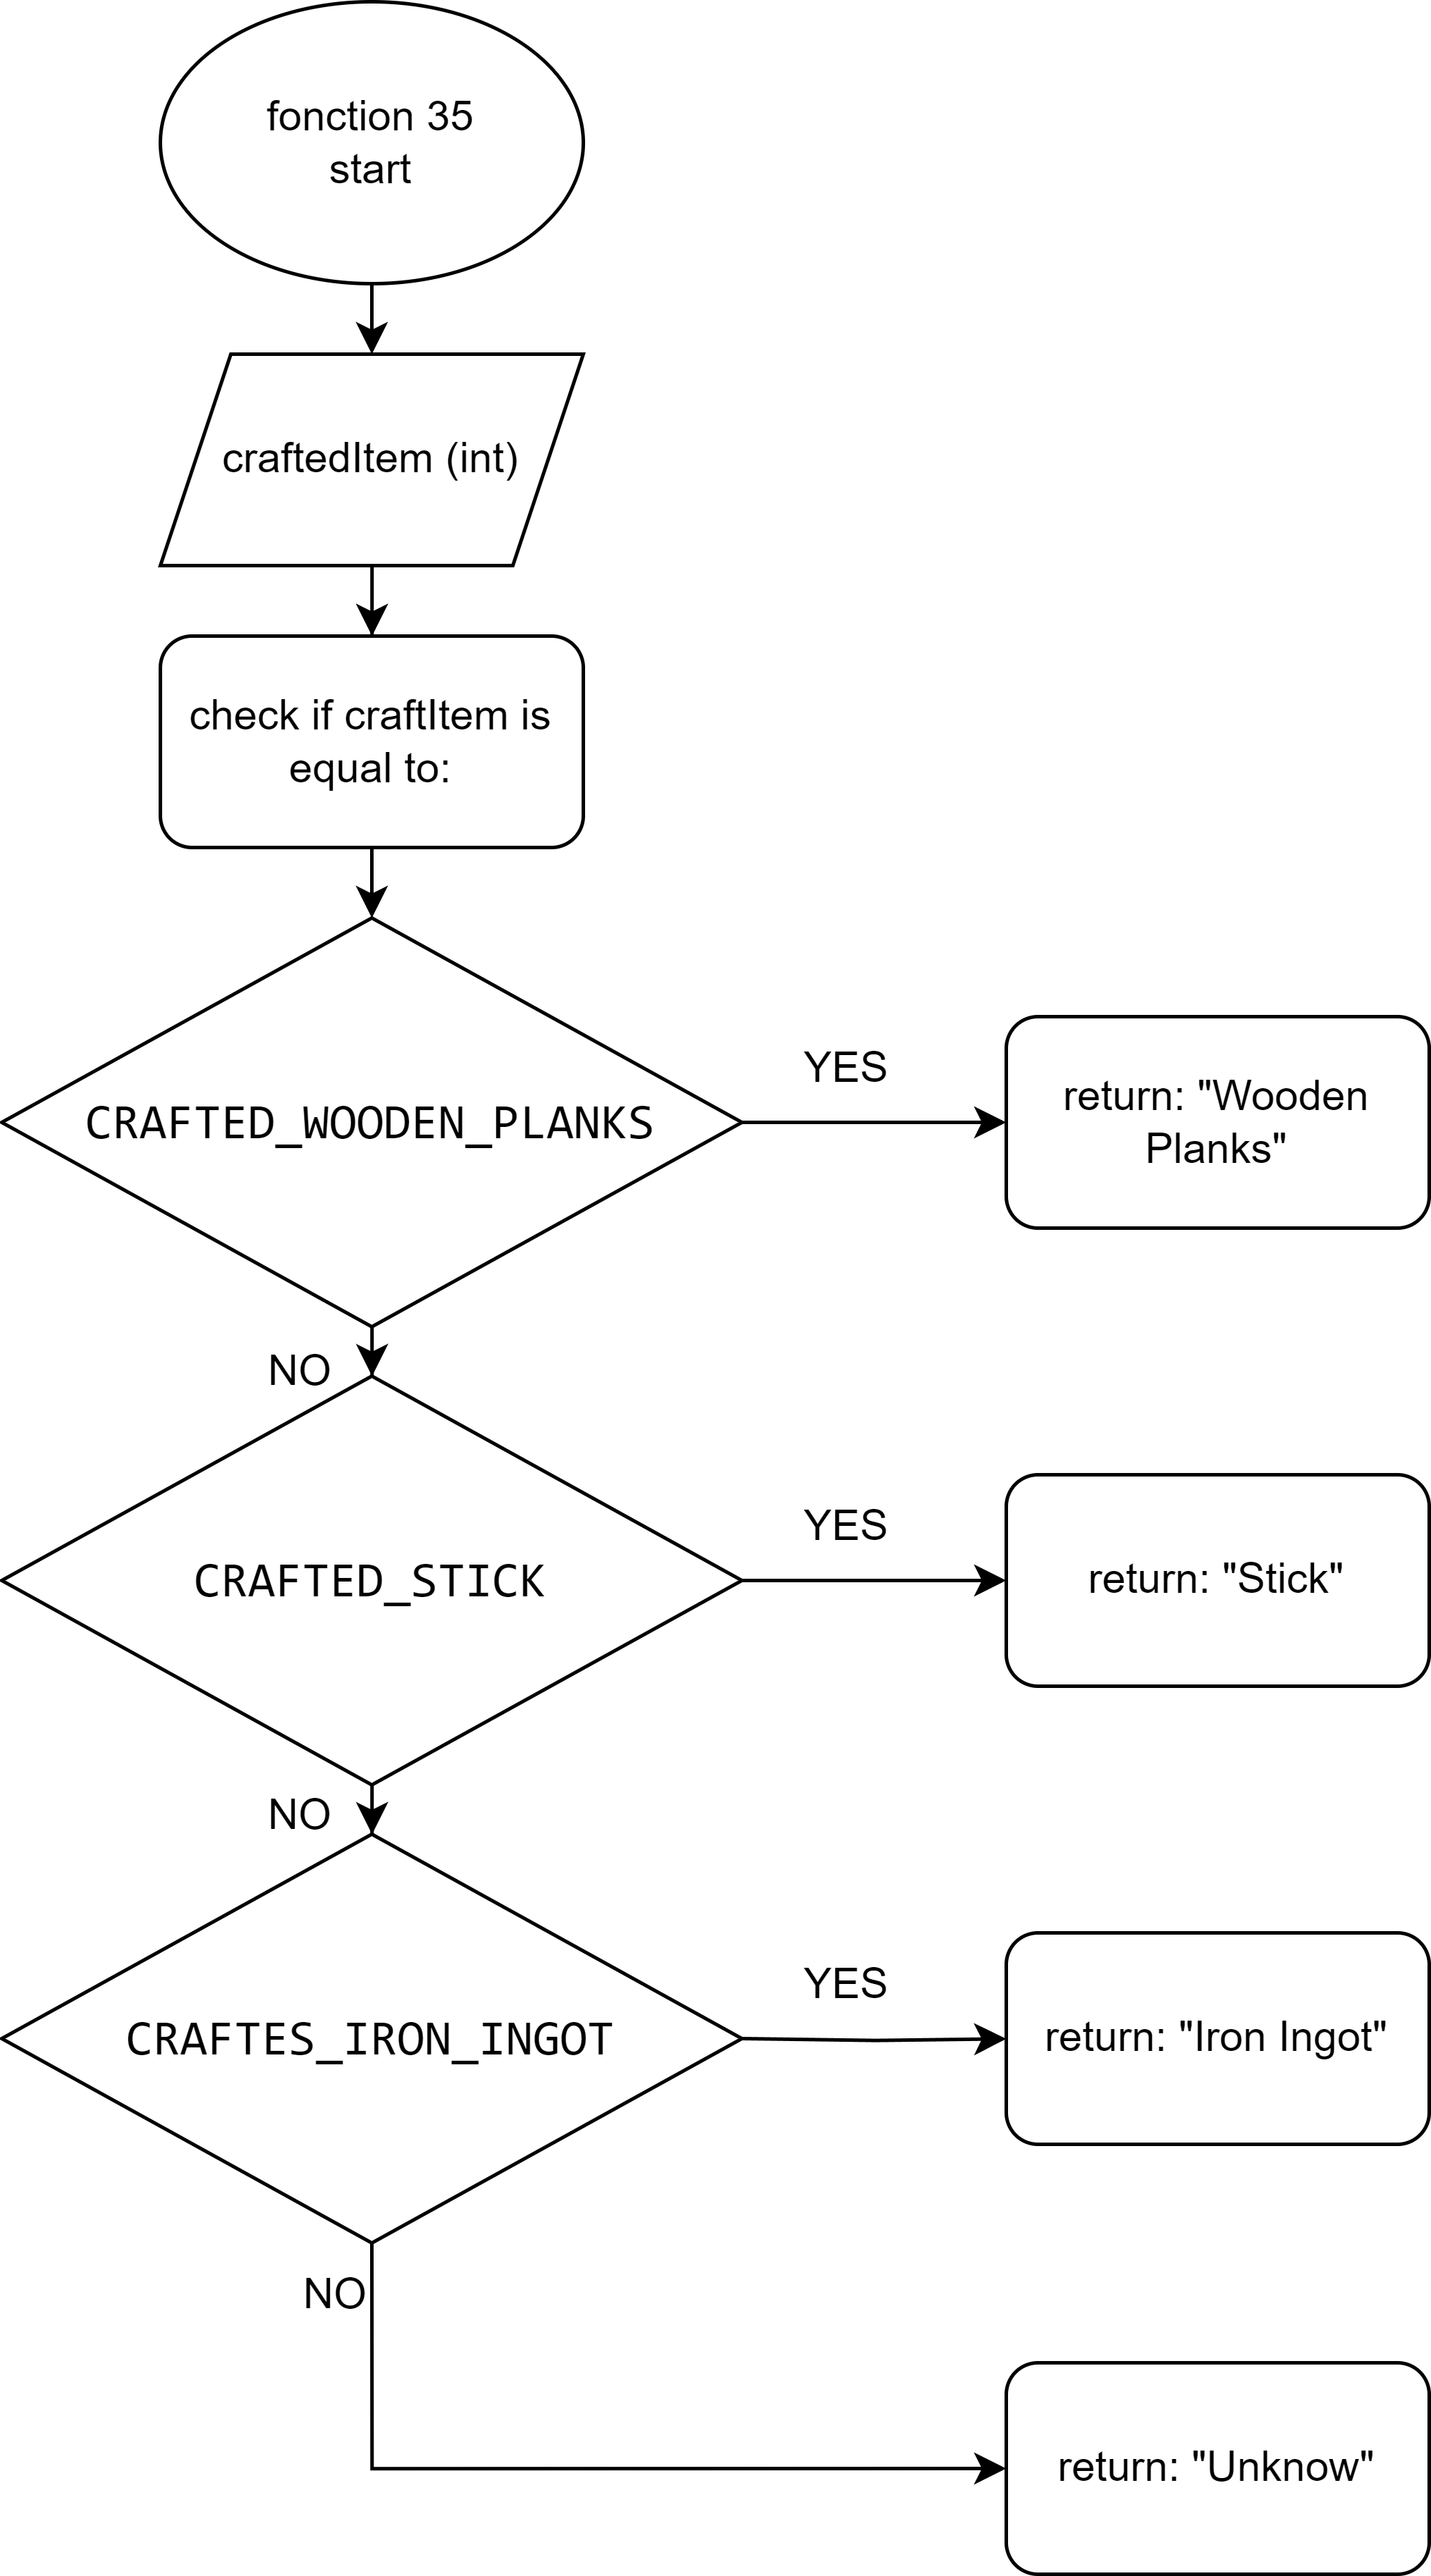 fonction 35
start
craftedItem (int)
check if craftItem is
equal to:
CRAFTED_WOODEN_PLANKS
YES
return: "Wooden
Planks"
NO
CRAFTED_STICK
YES
return: "Stick"
NO
CRAFTES_IRON_INGOT
YES
return: "Iron Ingot"
NO
return: "Unknow"